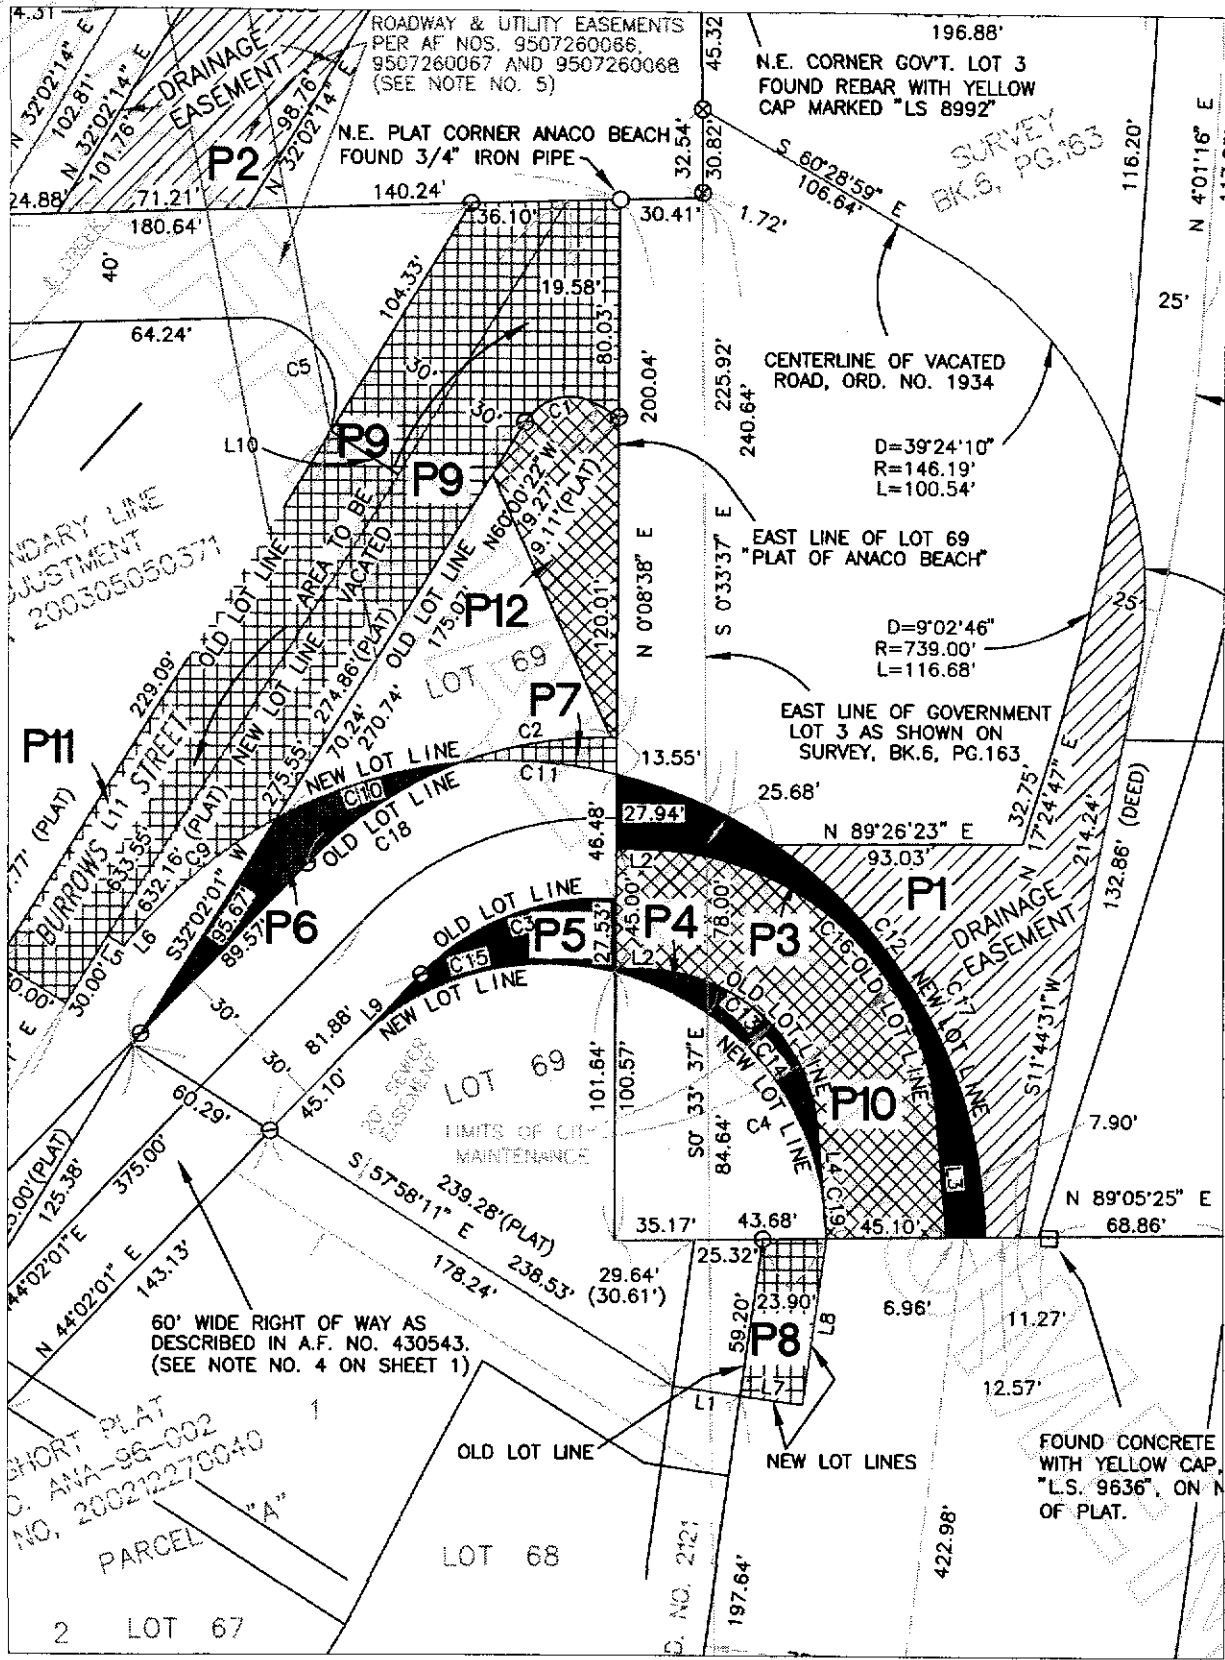 ROADWAY & UTILITY EASEMENTS
PER AF NOS. 9507260066,
9507260067 AND 9507260068
(SEE NOTE NO. 5)
45.32'
196.88'
N.E. CORNER GOV'T. LOT 3
FOUND REBAR WITH YELLOW
CAP MARKED "LS 8992"
N 32°02'14" E
102.81'
N 32°02'14" E
101.76'
DRAINAGE
EASEMENT
98.76'
N 32°02'14" E
P2
N.E. PLAT CORNER ANACO BEACH
FOUND 3/4" IRON PIPE
32.54'
30.82'
S 60°28'59" E
106.64'
SURVEY
BK.6, PG.163
116.20'
N 4°01'16" E
24.88'
71.21'
140.24'
180.64'
36.10'
30.41'
1.72'
40'
64.24'
104.33'
19.58'
80.03'
25'
C5
30'
30'
C1
200.04'
225.92'
240.64'
CENTERLINE OF VACATED
ROAD, ORD. NO. 1934
L10
P9
P9
D=39°24'10"
R=146.19'
L=100.54'
N60°00'22"W
19.27'
19.11'(PLAT)
EAST LINE OF LOT 69
"PLAT OF ANACO BEACH"
NDARY LINE
DJUSTMENT
200305050371
OLD LOT LINE
NEW LOT LINE
AREA TO BE
VACATED
OLD LOT LINE
175.07'
P12
120.01'
N 0°08'38" E
S 0°33'37" E
25'
D=9°02'46"
R=739.00'
L=116.68'
229.09'
274.86'(PLAT)
70.24'
270.74'
275.55'
LOT 69
P7
C2
C11
13.55'
EAST LINE OF GOVERNMENT
LOT 3 AS SHOWN ON
SURVEY, BK.6, PG.163
P11
BURROWS L11 STREET
633.55'
632.16'
C9 (PLAT)
NEW LOT LINE
C10
OLD LOT LINE
C18
46.48'
27.94'
25.68'
N 89°26'23" E
93.03'
32.75'
N 17°24'47" E
214.24'
132.86' (DEED)
7.77' (PLAT)
L6
30.00'
S32°02'01" W
95.67'
89.57'
P6
OLD LOT LINE
C3
C15
NEW LOT LINE
P5
27.53'
45.00'
L2
L2
P4
78.00'
P3
P1
DRAINAGE
EASEMENT
C16
OLD LOT LINE
C12
NEW LOT LINE
C17
S11°44'31"W
30'
30'
81.88'
L9
45.10'
60.29'
20' SEWER
EASEMENT
LOT 69
LIMITS OF CITY
MAINTENANCE
101.64'
100.57'
S0° 33' 37"E
84.64'
OLD LOT LINE
C13
C14
NEW LOT LINE
C4
P10
L4
C19
L3
7.90'
N 89°05'25" E
68.86'
125.38'
375.00'
44°02'01"E
N 44°02'01" E
143.13'
S 57°58'11" E
239.28'(PLAT)
238.53'
178.24'
35.17'
43.68'
45.10'
25.32'
29.64'
(30.61')
23.90'
59.20'
P8
L8
L7
L1
6.96'
11.27'
12.57'
60' WIDE RIGHT OF WAY AS
DESCRIBED IN A.F. NO. 430543.
(SEE NOTE NO. 4 ON SHEET 1)
1
OLD LOT LINE
NEW LOT LINES
FOUND CONCRETE
WITH YELLOW CAP,
"L.S. 9636", ON
OF PLAT.
SHORT PLAT
ANA-96-002
NO. 200212270040
PARCEL "A"
LOT 68
NO. 2121
197.64'
422.98'
2
LOT 67